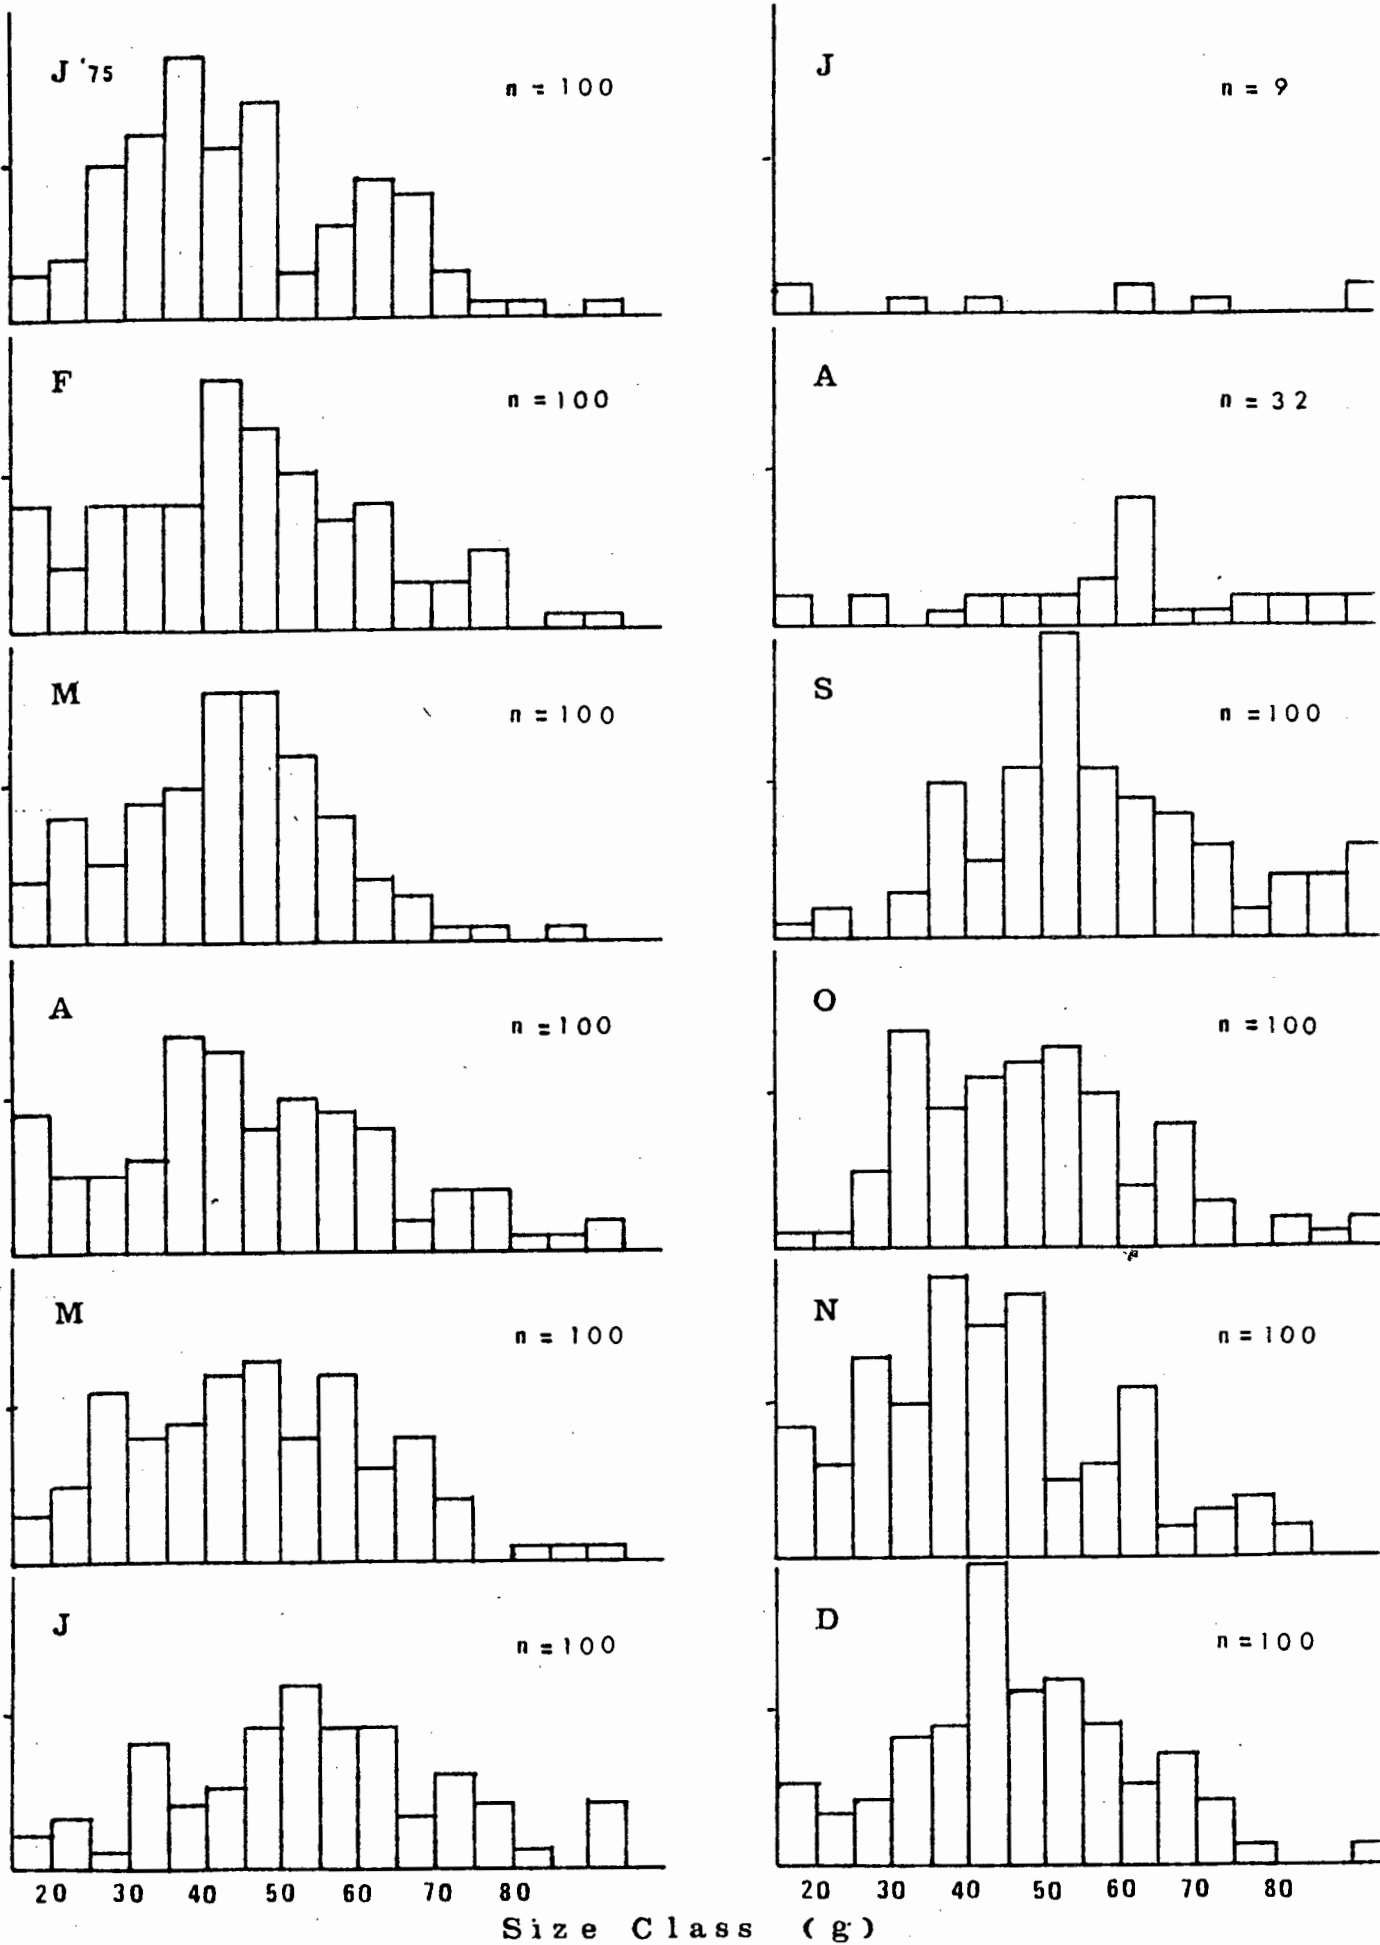 J '75
n = 100
F
n = 100
M
n = 100
A
n = 100
M
n = 100
J
n = 100
20 30 40 50 60 70 80
J
n = 9
A
n = 32
S
n = 100
O
n = 100
N
n = 100
D
n = 100
20 30 40 50 60 70 80
Size Class (g)